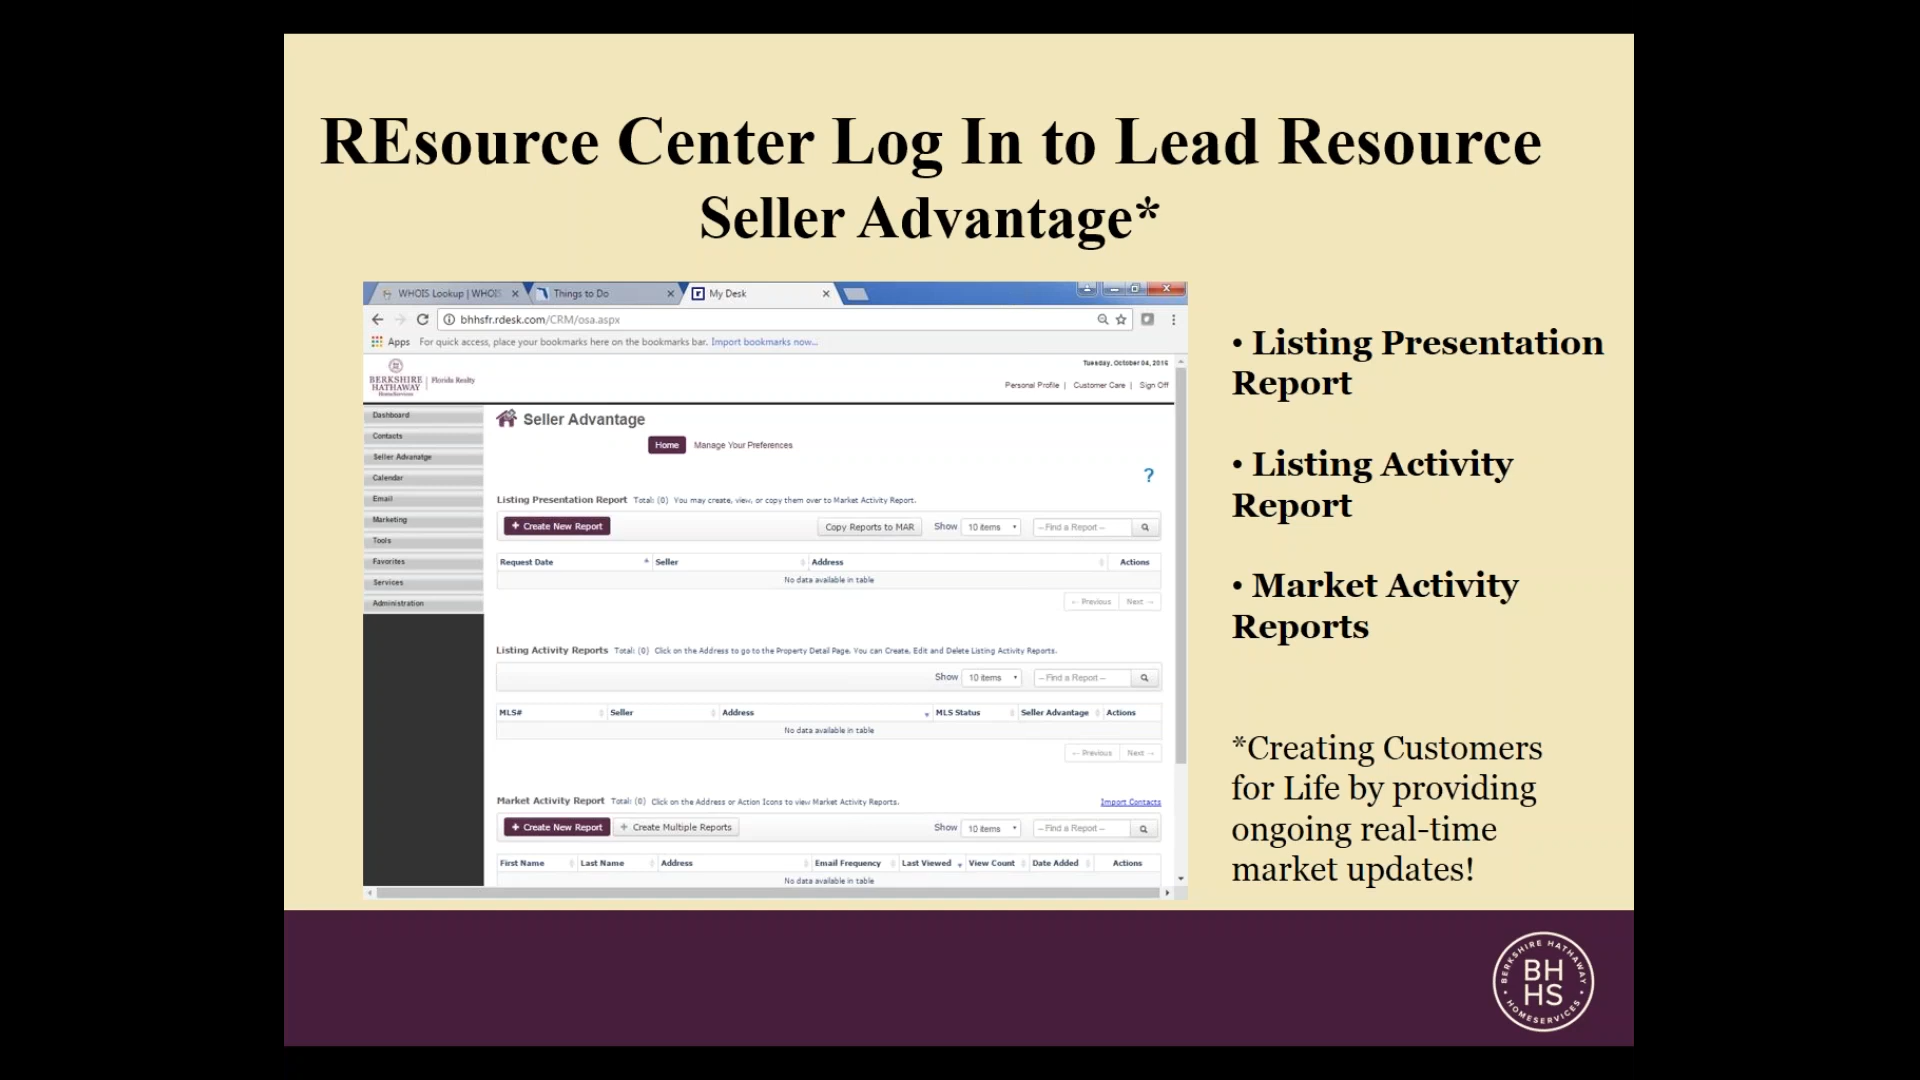 REsource Center Log In to Lead Resource
Seller Advantage*
WHOIS Lookup | WHOIS
Things to Do
My Desk
bhhsfr.rdesk.com/CRM/osa.aspx
Apps For quick access, place your bookmarks here on the bookmarks bar. Import bookmarks now...
Tuesday, October 04, 2016
BERKSHIRE HATHAWAY HomeServices | Florida Realty
Personal Profile | Customer Care | Sign Off
Dashboard
Contacts
Seller Advanatge
Calendar
Email
Marketing
Tools
Favorites
Services
Administration
Seller Advantage
Home Manage Your Preferences
?
Listing Presentation Report Total: (0) You may create, view, or copy them over to Market Activity Report.
+ Create New Report Copy Reports to MAR Show 10 items -- Find a Report --
Request Date Seller Address Actions
No data available in table
← Previous Next →
Listing Activity Reports Total: (0) Click on the Address to go to the Property Detail Page. You can Create, Edit and Delete Listing Activity Reports.
Show 10 items -- Find a Report --
MLS# Seller Address MLS Status Seller Advantage Actions
No data available in table
← Previous Next →
Market Activity Report Total: (0) Click on the Address or Action Icons to view Market Activity Reports. Import Contacts
+ Create New Report + Create Multiple Reports Show 10 items -- Find a Report --
First Name Last Name Address Email Frequency Last Viewed View Count Date Added Actions
No data available in table
• Listing Presentation
Report
• Listing Activity
Report
• Market Activity
Reports
*Creating Customers
for Life by providing
ongoing real-time
market updates!
BERKSHIRE HATHAWAY
BH
HS
HOMESERVICES